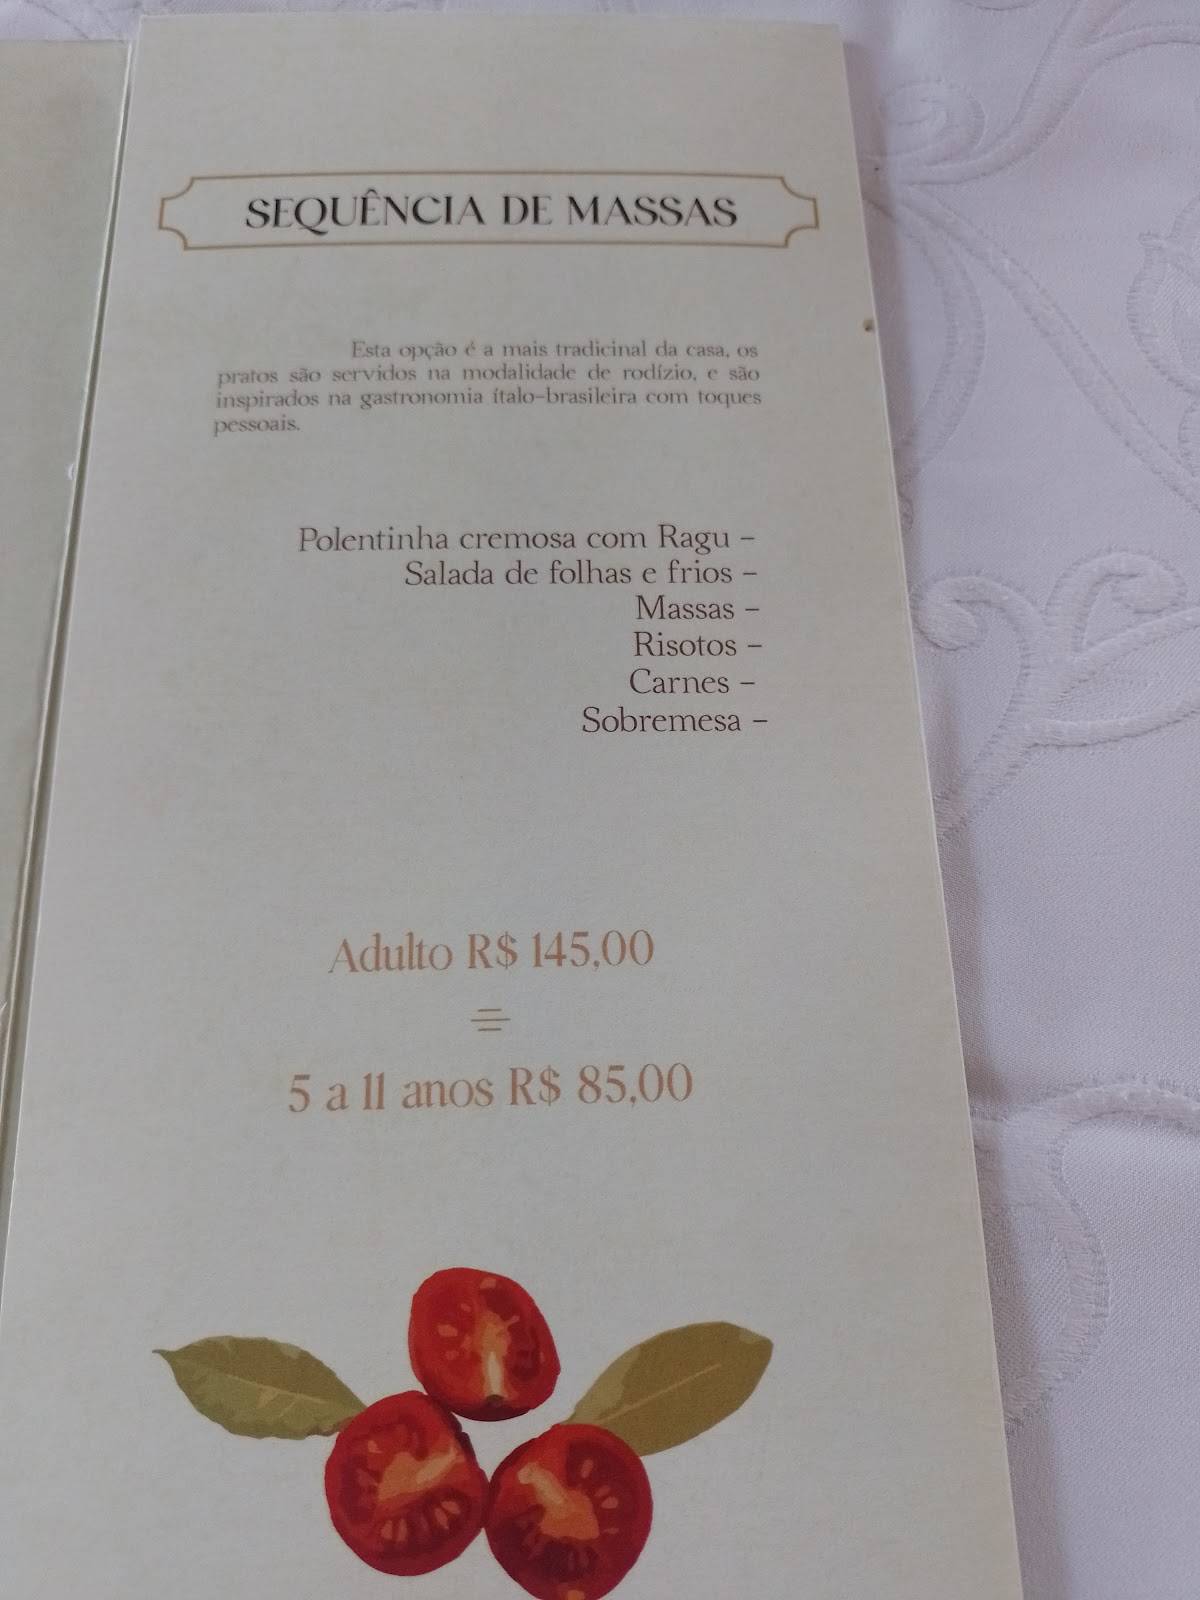 SEQUÊNCIA DE MASSAS
Esta opção é a mais tradicinal da casa, os
pratos são servidos na modalidade de rodízio, e são
inspirados na gastronomia ítalo-brasileira com toques
pessoais.
Polentinha cremosa com Ragu -
Salada de folhas e frios -
Massas -
Risotos -
Carnes -
Sobremesa -
Adulto R$ 145,00
5 a 11 anos R$ 85,00